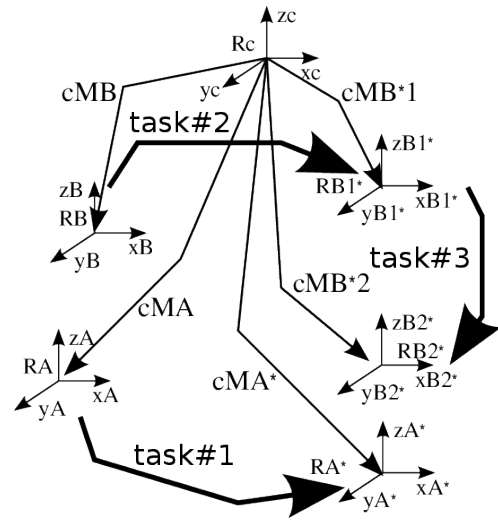 zc
Rc
xc
yc
cMB
cMB*1
task#2
zB1*
zB
RB1*
RB
xB1*
yB1*
xB
yB
task#3
cMB*2
cMA
zB2*
zA
RB2*
RA
xB2*
xA
cMA*
yB2*
yA
zA*
task#1
RA*
xA*
yA*